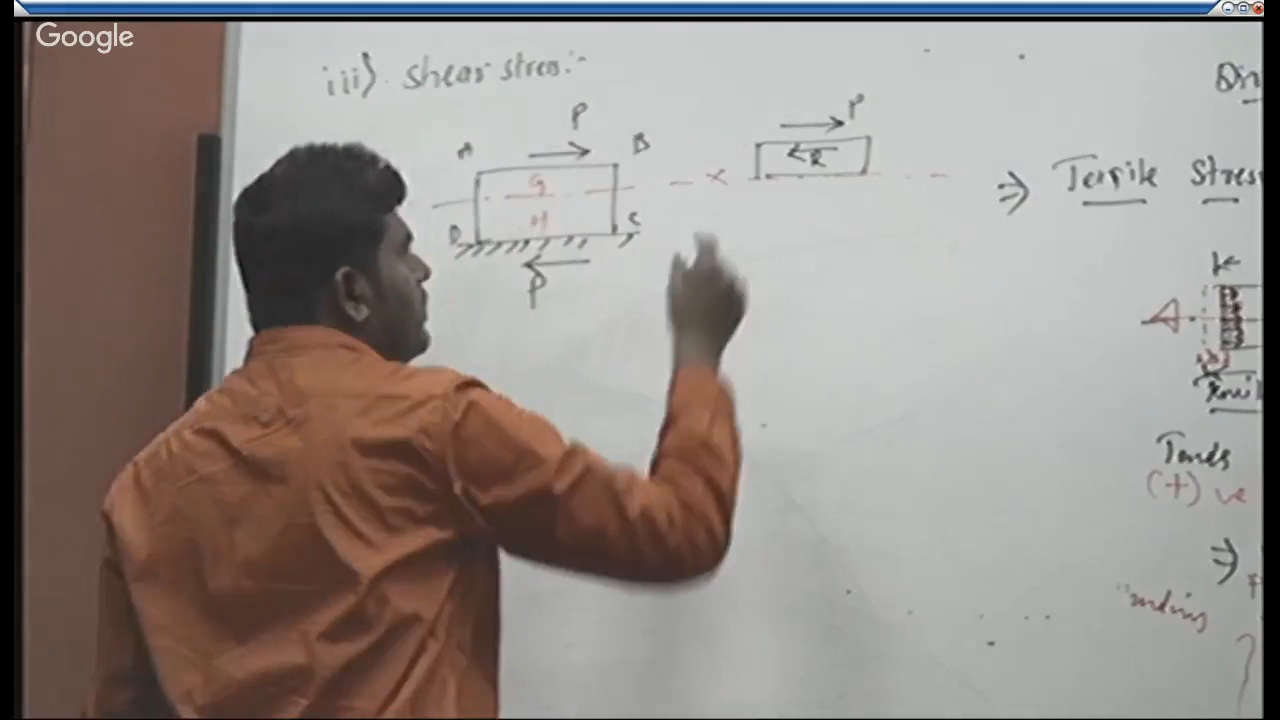 Google
iii) Shear stress:-
P
A
B
G
H
D
C
P
P
R
⇒ Tensile Stress
Tends
(+) ve